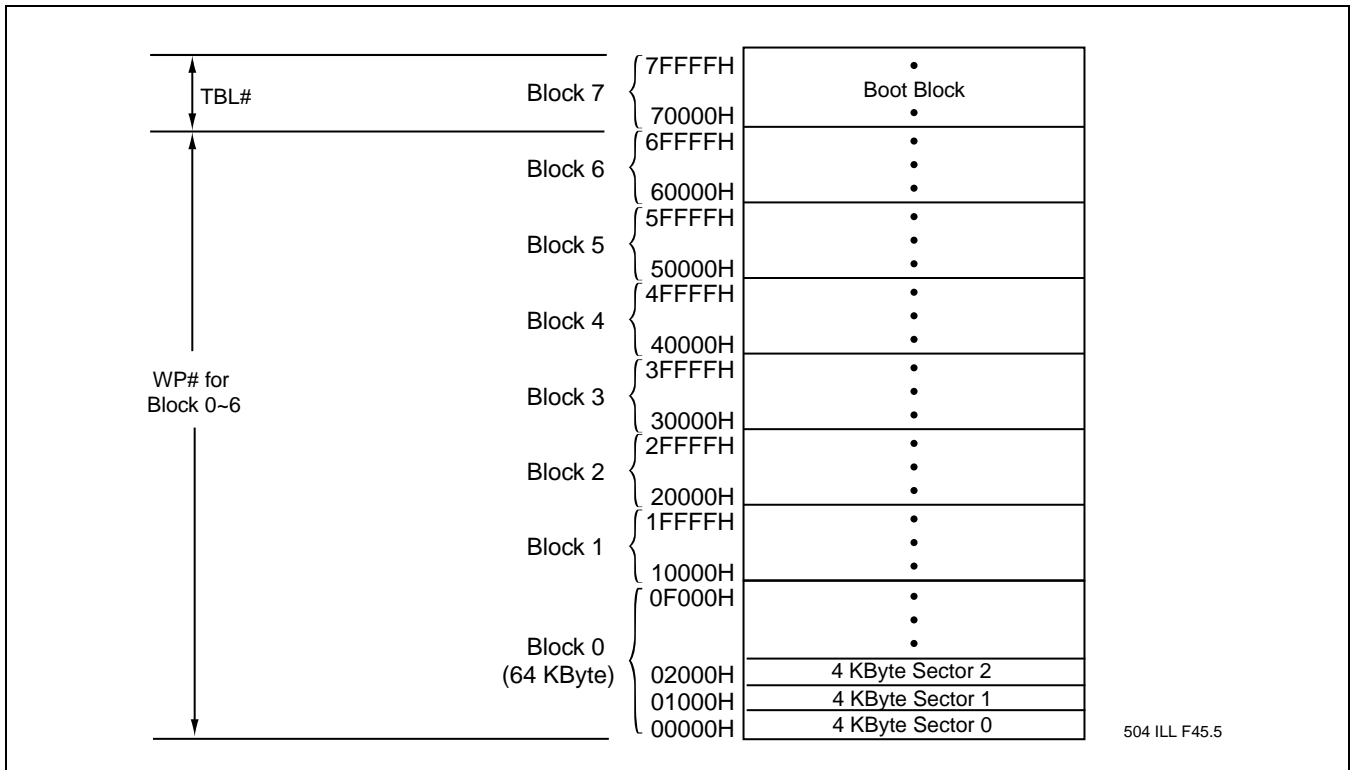 TBL#
WP# for
Block 0~6
Block 7
7FFFFH
70000H
Boot Block
Block 6
6FFFFH
60000H
Block 5
5FFFFH
50000H
Block 4
4FFFFH
40000H
Block 3
3FFFFH
30000H
Block 2
2FFFFH
20000H
Block 1
1FFFFH
10000H
Block 0
(64 KByte)
0F000H
02000H
4 KByte Sector 2
01000H
4 KByte Sector 1
00000H
4 KByte Sector 0
504 ILL F45.5